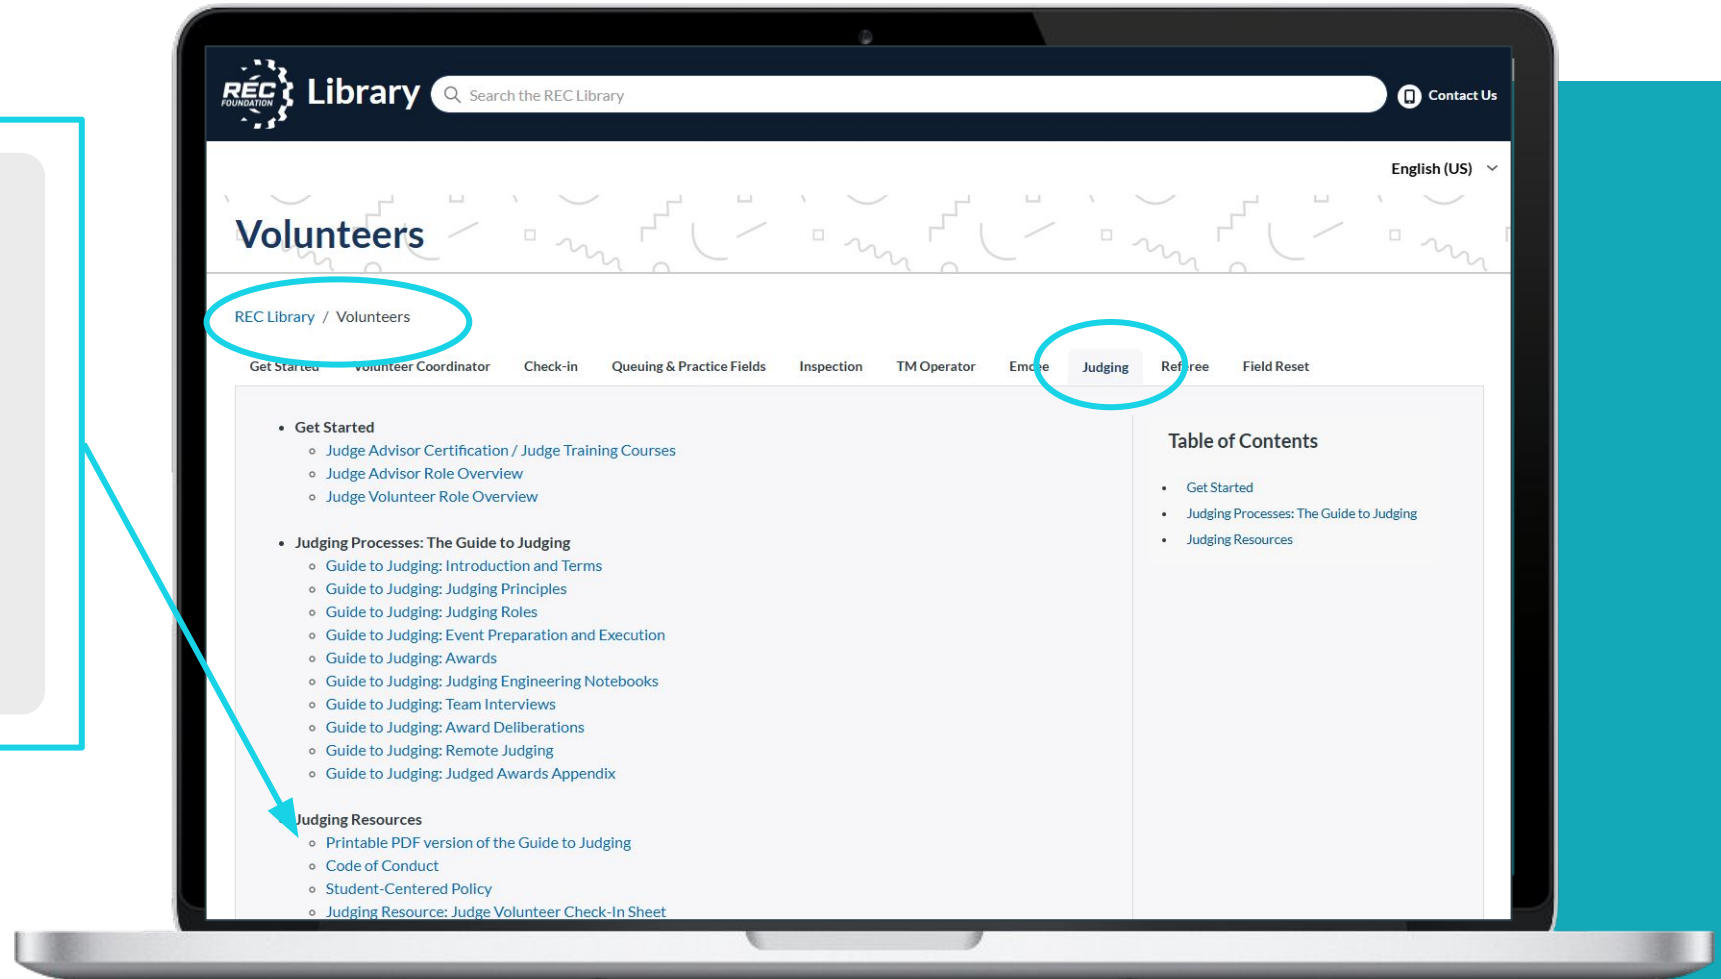 REC
FOUNDATION
Library
Search the REC Library
Contact Us
English (US)
Volunteers
REC Library / Volunteers
Get Started Volunteer Coordinator Check-in Queuing & Practice Fields Inspection TM Operator Emcee Judging Referee Field Reset
Get Started
Judge Advisor Certification / Judge Training Courses
Judge Advisor Role Overview
Judge Volunteer Role Overview
Judging Processes: The Guide to Judging
Guide to Judging: Introduction and Terms
Guide to Judging: Judging Principles
Guide to Judging: Judging Roles
Guide to Judging: Event Preparation and Execution
Guide to Judging: Awards
Guide to Judging: Judging Engineering Notebooks
Guide to Judging: Team Interviews
Guide to Judging: Award Deliberations
Guide to Judging: Remote Judging
Guide to Judging: Judged Awards Appendix
Judging Resources
Printable PDF version of the Guide to Judging
Code of Conduct
Student-Centered Policy
Judging Resource: Judge Volunteer Check-In Sheet
Table of Contents
Get Started
Judging Processes: The Guide to Judging
Judging Resources